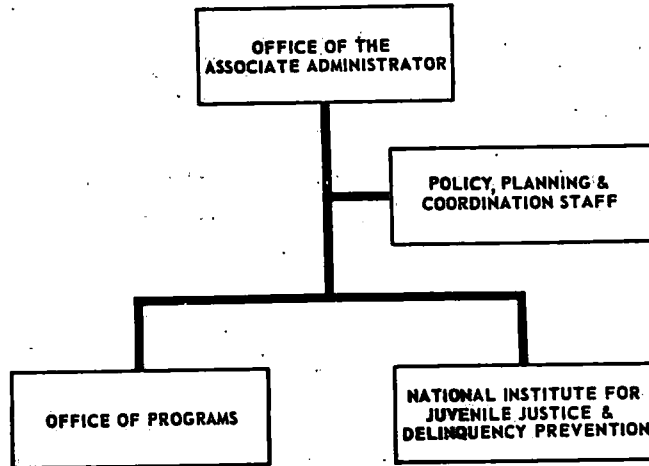 OFFICE OF THE
ASSOCIATE ADMINISTRATOR
POLICY, PLANNING &
COORDINATION STAFF
OFFICE OF PROGRAMS
NATIONAL INSTITUTE FOR
JUVENILE JUSTICE &
DELINQUENCY PREVENTION